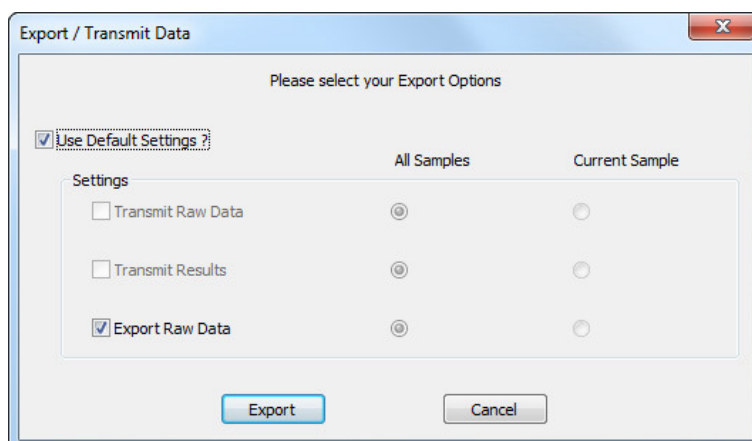 Export / Transmit Data
Please select your Export Options
Use Default Settings ?
All Samples Current Sample
Settings
Transmit Raw Data
Transmit Results
Export Raw Data
Export Cancel